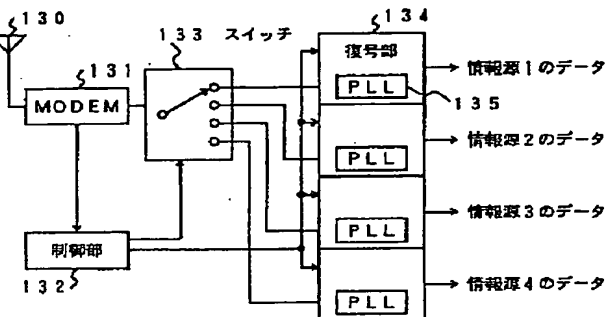 130
133 スイッチ
134
131
MODEM
復号部
PLL
135
情報源1のデータ
PLL
情報源2のデータ
PLL
情報源3のデータ
PLL
情報源4のデータ
制御部
132